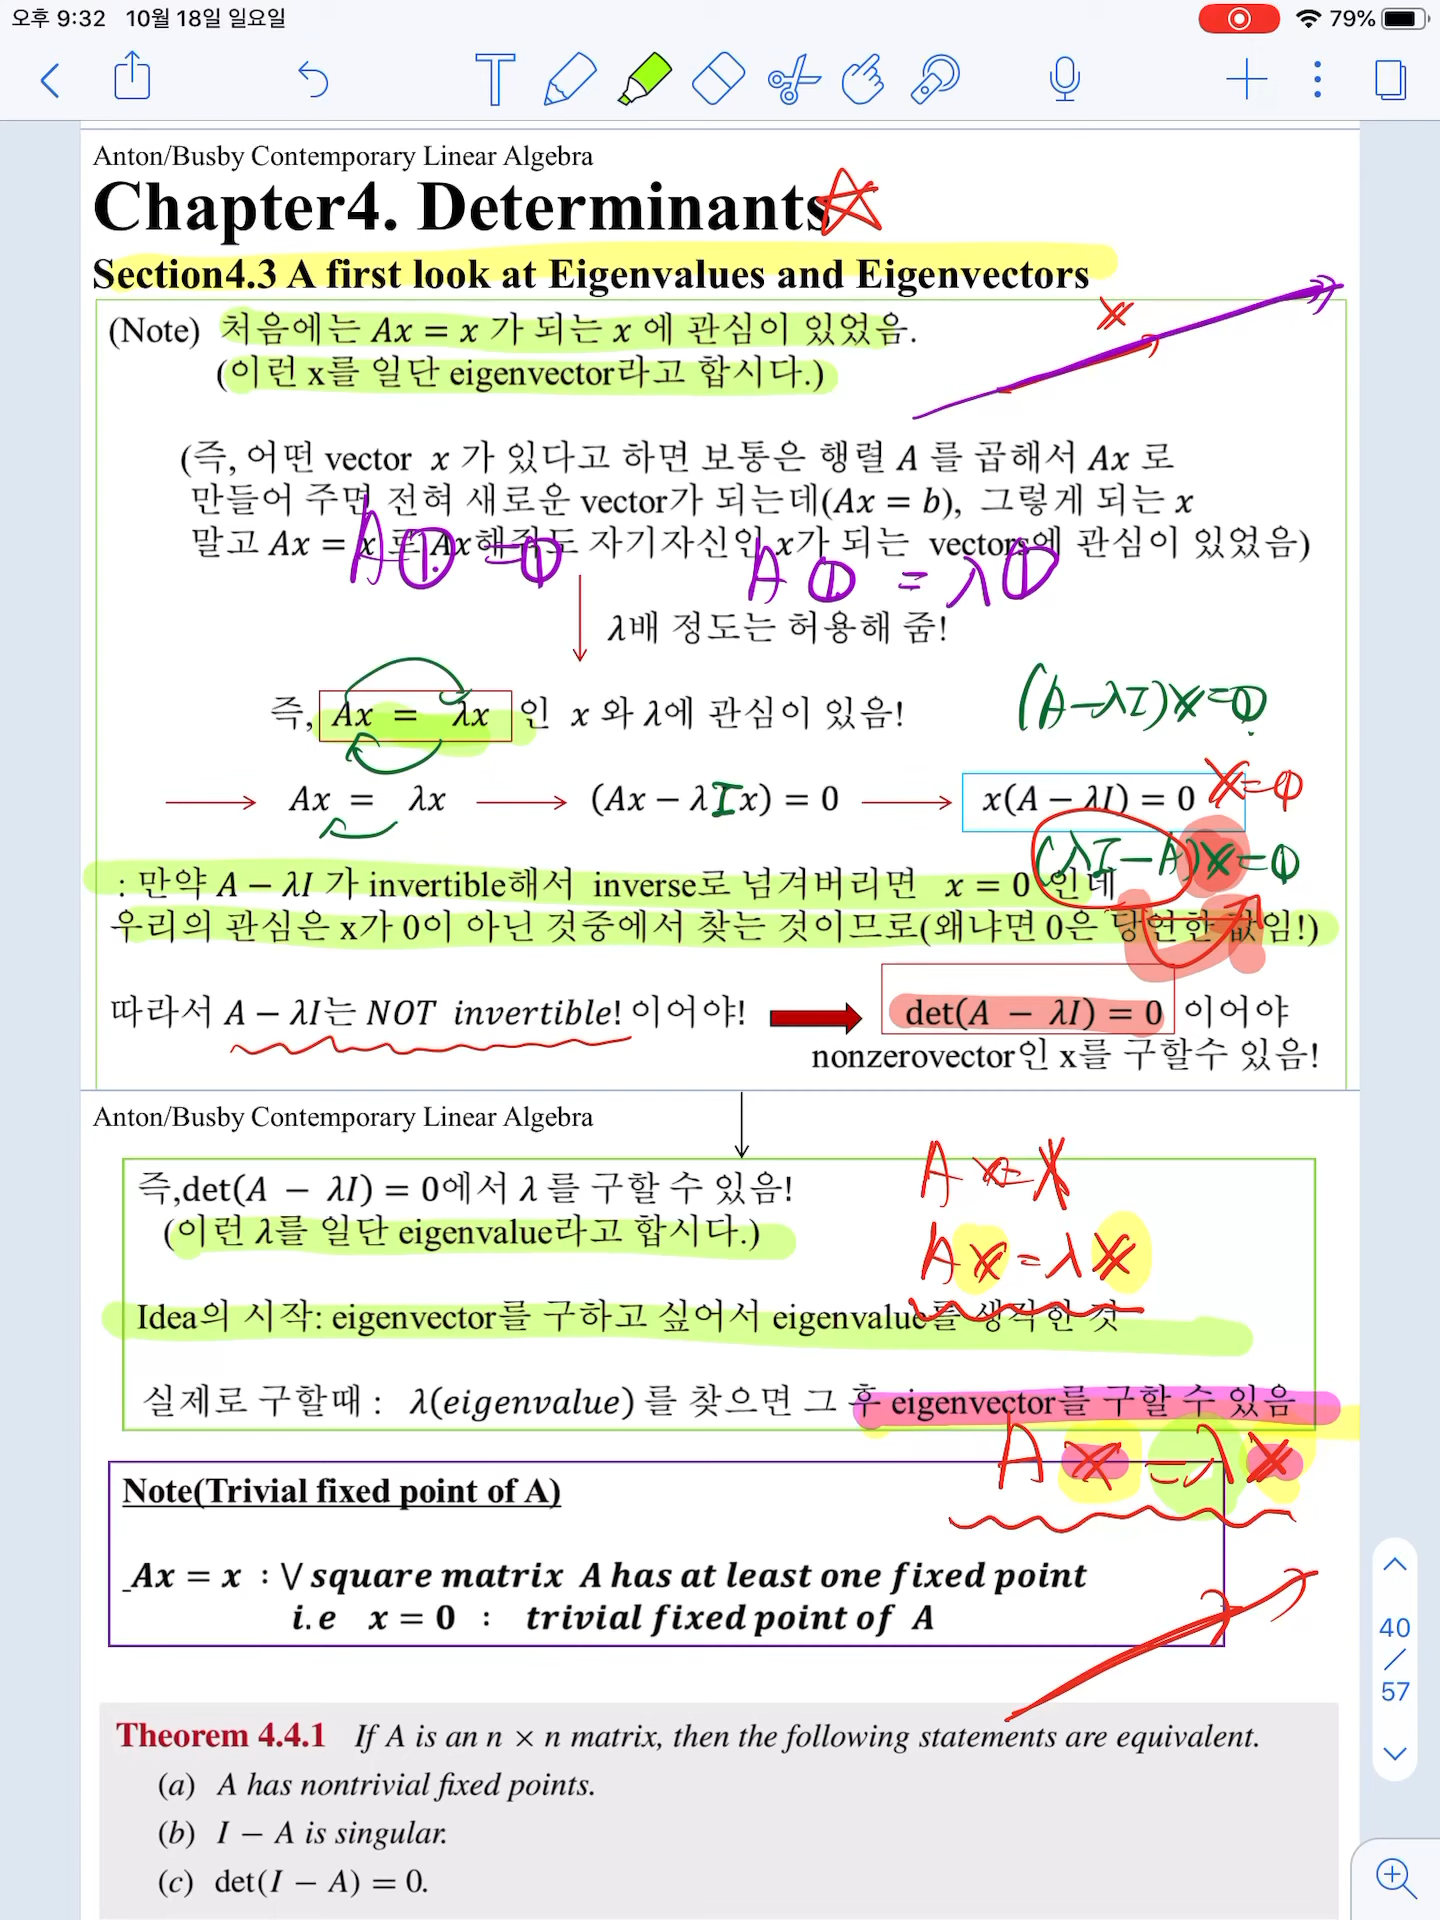 오후 9:32 10월 18일 일요일
79%
T
Anton/Busby Contemporary Linear Algebra
Chapter4. Determinants
Section4.3 A first look at Eigenvalues and Eigenvectors
(Note) 처음에는 Ax = x 가 되는 x 에 관심이 있었음.
(이런 x를 일단 eigenvector라고 합시다.)
x
(즉, 어떤 vector x 가 있다고 하면 보통은 행렬 A 를 곱해서 Ax 로
만들어 주면 전혀 새로운 vector가 되는데(Ax = b), 그렇게 되는 x
말고 Ax = x 로 Ax해줘도 자기자신인 x가 되는 vectors에 관심이 있었음)
λ배 정도는 허용해 줌!
즉, Ax = λx 인 x 와 λ에 관심이 있음!
(A-λI)x=0
Ax = λx
(Ax − λIx) = 0
x(A − λI) = 0
x=0
(λI-A)x=0
: 만약 A − λI 가 invertible해서 inverse로 넘겨버리면 x = 0 인데
우리의 관심은 x가 0이 아닌 것중에서 찾는 것이므로(왜냐면 0은 당연한 값임!)
따라서 A − λI는 NOT invertible! 이어야!
det(A − λI) = 0 이어야
nonzerovector인 x를 구할수 있음!
Anton/Busby Contemporary Linear Algebra
즉,det(A − λI) = 0에서 λ 를 구할 수 있음!
Ax=x
(이런 λ를 일단 eigenvalue라고 합시다.)
Ax=λx
Idea의 시작: eigenvector를 구하고 싶어서 eigenvalue를 생각한 것
실제로 구할때 : λ(eigenvalue) 를 찾으면 그 후 eigenvector를 구할 수 있음
Ax=λx
Note(Trivial fixed point of A)
_Ax = x : ∀ square matrix A has at least one fixed point
i.e x = 0 : trivial fixed point of A
40
/
57
Theorem 4.4.1 If A is an n × n matrix, then the following statements are equivalent.
(a) A has nontrivial fixed points.
(b) I − A is singular.
(c) det(I − A) = 0.